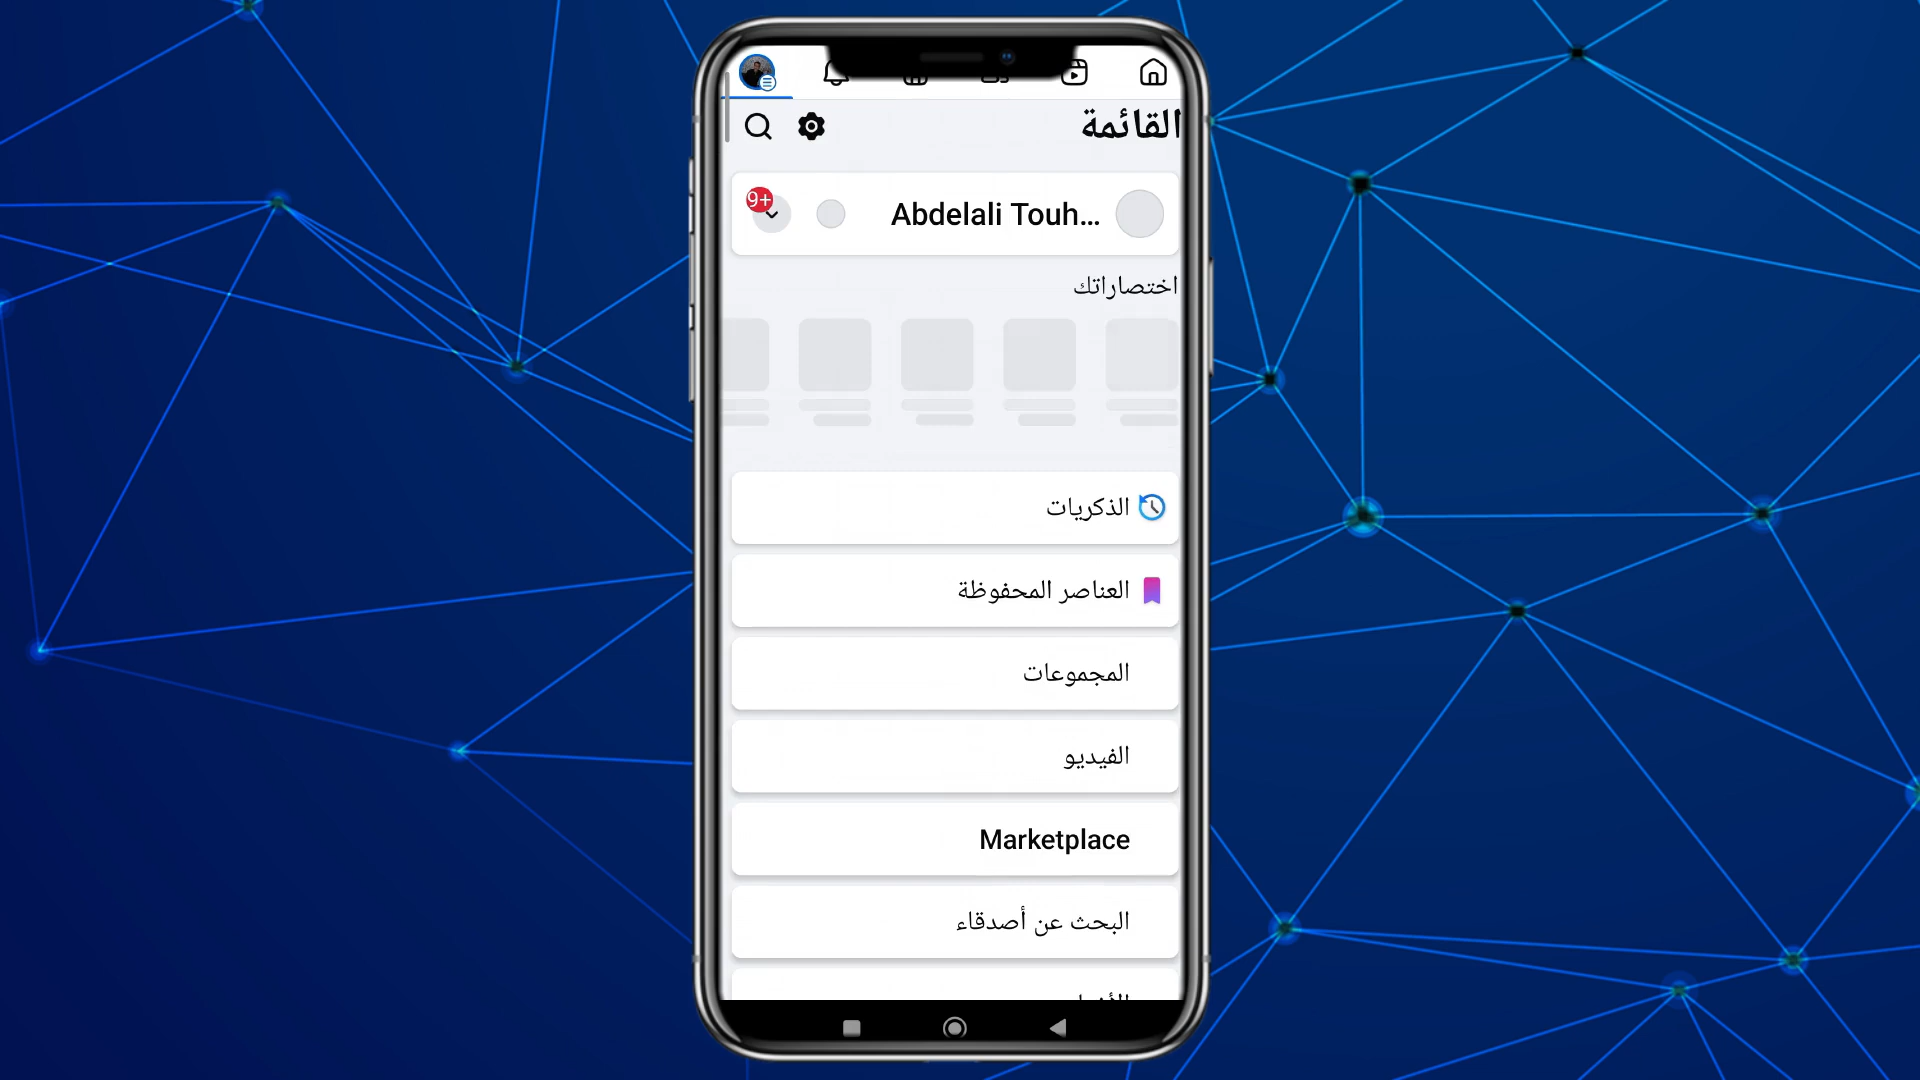 القائمة
Abdelali Touh...
9+
اختصاراتك
الذكريات
العناصر المحفوظة
المجموعات
الفيديو
Marketplace
البحث عن أصدقاء